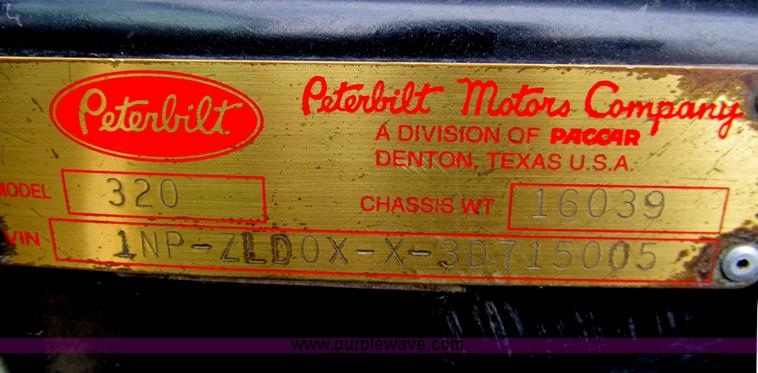 Peterbilt
Peterbilt Motors Company
A DIVISION OF PACCAR
DENTON, TEXAS U.S.A.
MODEL 320
CHASSIS WT 16039
VIN 1NP-ZLD0X-X-3D715005
www.purplewave.com